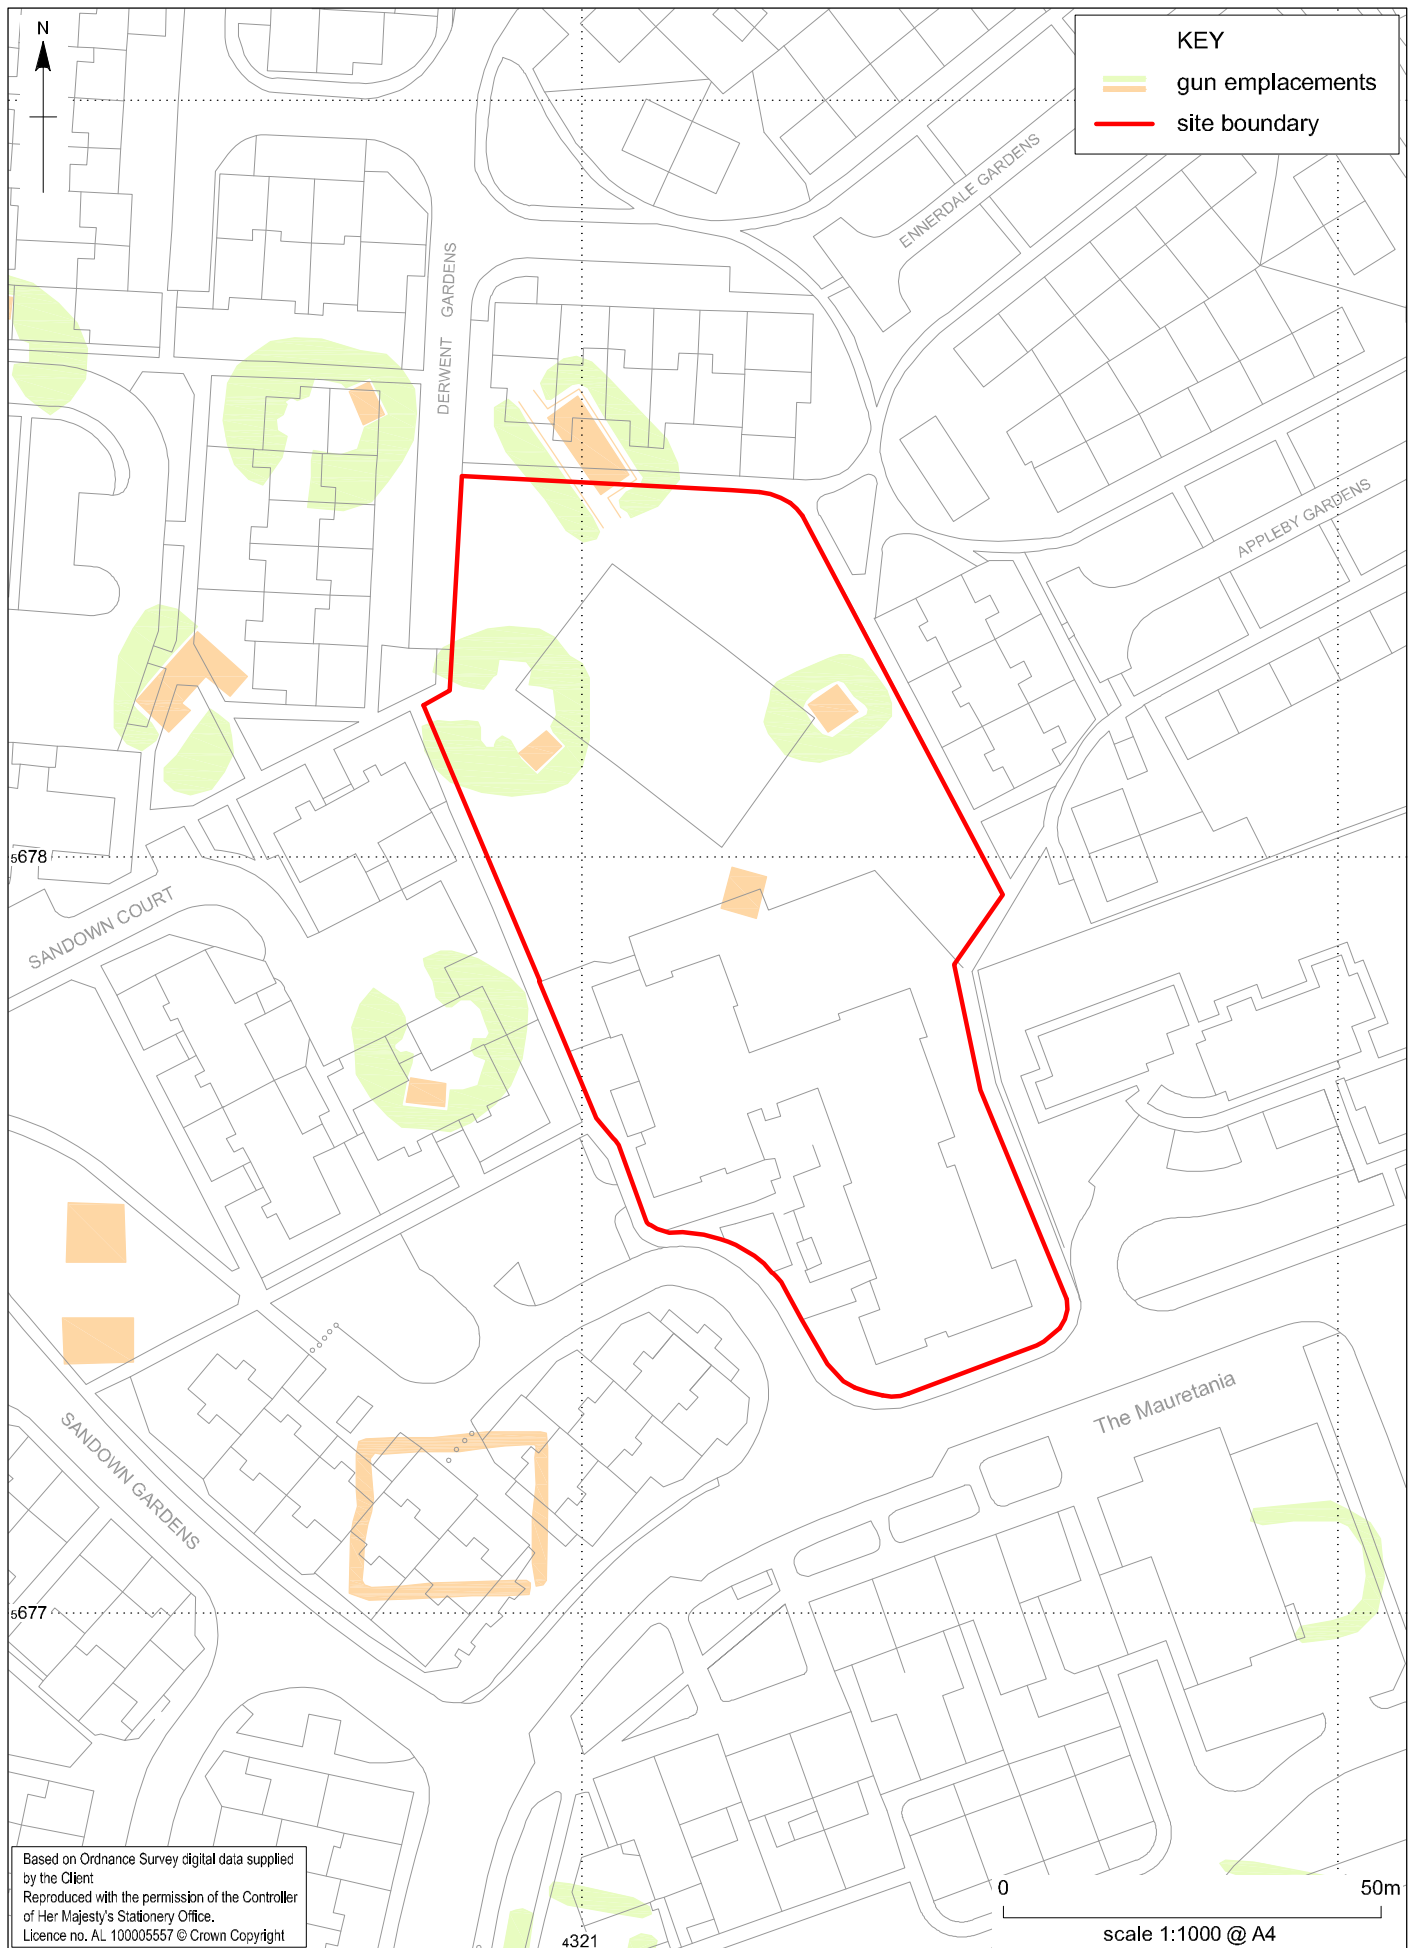 N
KEY
gun emplacements
site boundary
ENNERDALE GARDENS
DERWENT GARDENS
APPLEBY GARDENS
5678
SANDOWN COURT
The Mauretania
SANDOWN GARDENS
5677
Based on Ordnance Survey digital data supplied
by the Client
Reproduced with the permission of the Controller
of Her Majesty's Stationery Office.
Licence no. AL 100005557 © Crown Copyright
4321
0 50m
scale 1:1000 @ A4